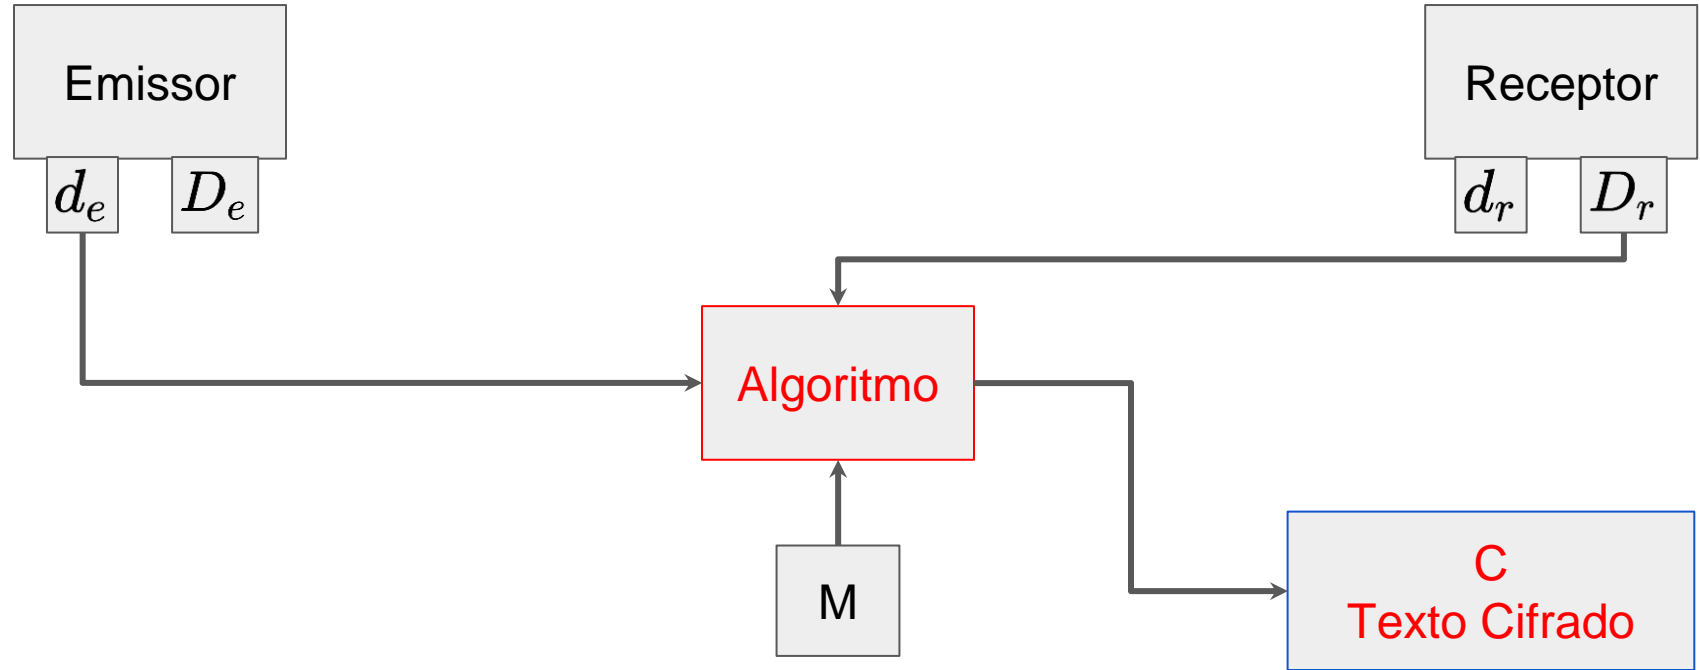 Emissor
Receptor
d_e
D_e
d_r
D_r
Algoritmo
M
C
Texto Cifrado